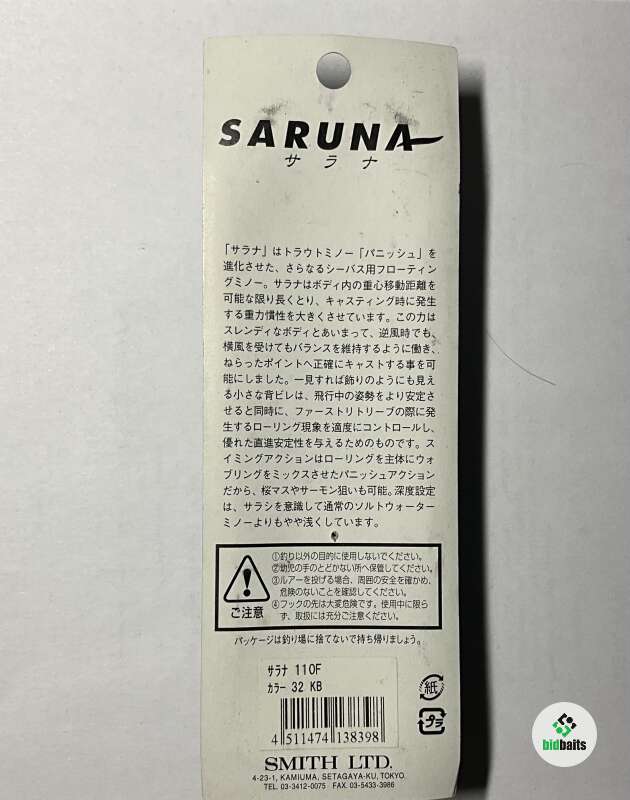 SARUNA
サラナ
「サラナ」はトラウトミノー「パニッシュ」を
進化させた、さらなるシーバス用フローティン
グミノー。サラナはボディ内の重心移動距離を
可能な限り長くとり、キャスティング時に発生
する重力慣性を大きくさせています。この力は
スレンディなボディとあいまって、逆風時でも、
横風を受けてもバランスを維持するように働き、
ねらったポイントへ正確にキャストする事を可
能にしました。一見すれば飾りのようにも見え
る小さな背ビレは、飛行中の姿勢をより安定さ
せると同時に、ファーストリトリーブの際に発
生するローリング現象を適度にコントロールし、
優れた直進安定性を与えるためのものです。ス
イミングアクションはローリングを主体にウォ
ブリングをミックスさせたパニッシュアクション
だから、桜マスやサーモン狙いも可能。深度設定
は、サラシを意識して通常のソルトウォーター
ミノーよりもやや浅くしています。
①釣り以外の目的に使用しないでください。
②幼児の手のとどかない所へ保管してください。
③ルアーを投げる場合、周囲の安全を確かめ、
危険のないことを確認してください。
④フックの先は大変危険です。使用中に限ら
ず、取扱には充分ご注意ください。
ご注意
パッケージは釣り場に捨てないで持ち帰りましょう。
サラナ 110F
カラー 32 KB
4 511474 138398
紙
プラ
SMITH LTD.
4-23-1, KAMIUMA, SETAGAYA-KU, TOKYO.
TEL. 03-3412-0075 FAX. 03-5433-3986
bidbaits